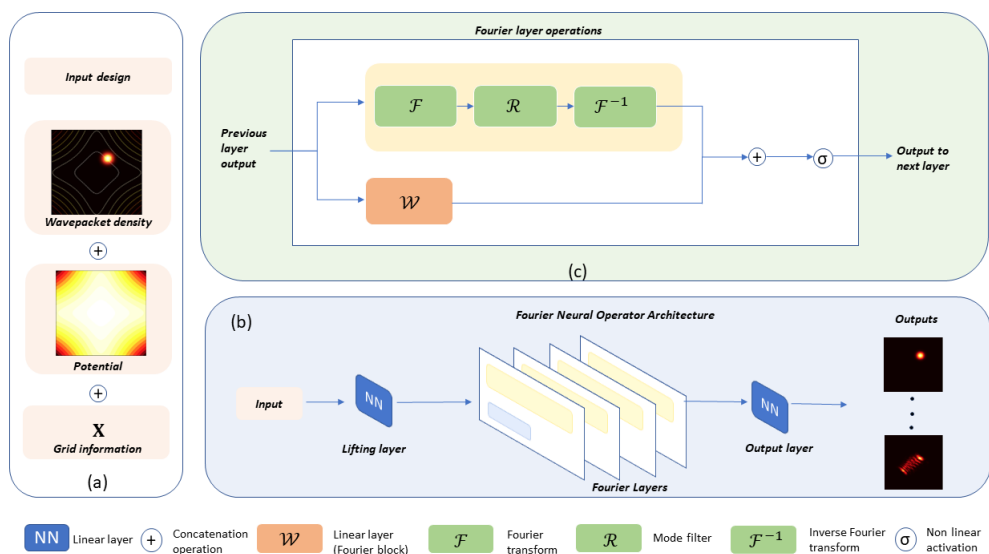 Input design
Wavepacket density
+
Potential
+
X
Grid information
(a)
Fourier layer operations
Previous
layer
output
ℱ
ℛ
ℱ⁻¹
𝒲
+
σ
Output to
next layer
(c)
(b)
Fourier Neural Operator Architecture
Outputs
Input
NN
Lifting layer
Fourier Layers
NN
Output layer
NN
Linear layer
+
Concatenation
operation
𝒲
Linear layer
(Fourier block)
ℱ
Fourier
transform
ℛ
Mode filter
ℱ⁻¹
Inverse Fourier
transform
σ
Non linear
activation